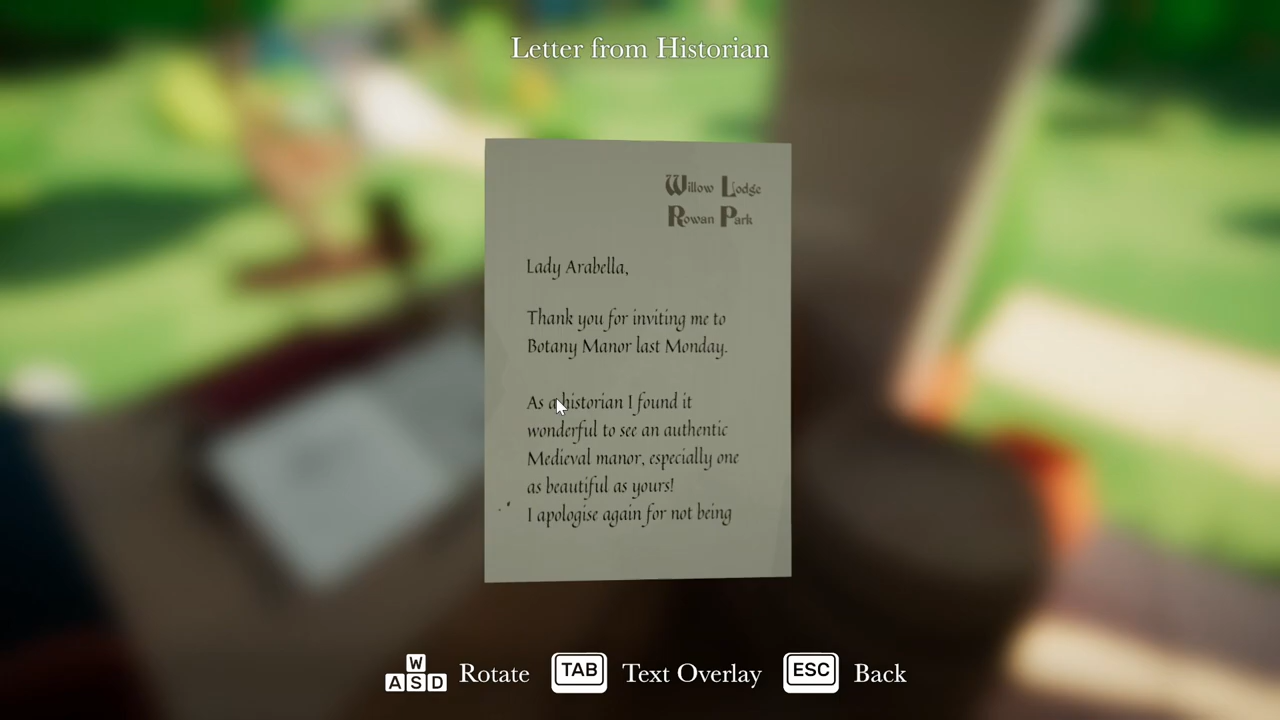 Letter from Historian
Willow Lodge
Rowan Park
Lady Arabella,
Thank you for inviting me to
Botany Manor last Monday.
As a historian I found it
wonderful to see an authentic
Medieval manor, especially one
as beautiful as yours!
I apologise again for not being
W
A S D Rotate TAB Text Overlay ESC Back